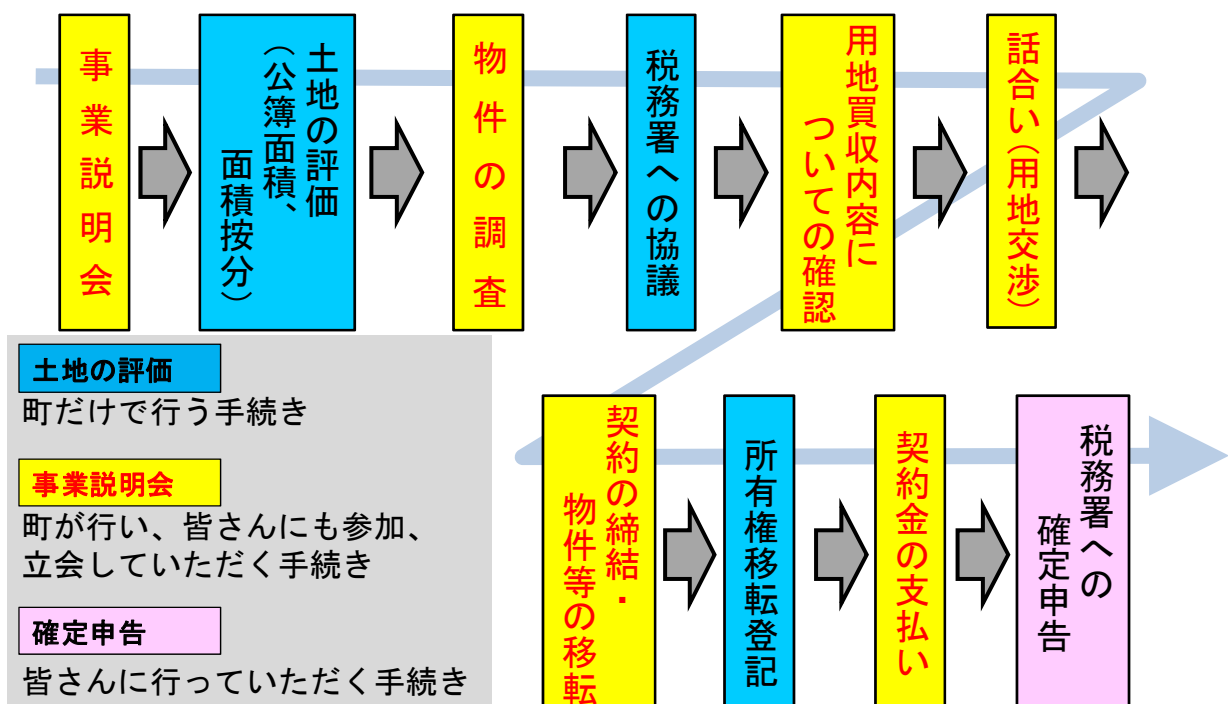 事業説明会
土地の評価
（公簿面積、
面積按分）
物件の調査
税務署への協議
用地買収内容に
ついての確認
話合い（用地交渉）
土地の評価
町だけで行う手続き
事業説明会
町が行い、皆さんにも参加、
立会していただく手続き
確定申告
皆さんに行っていただく手続き
契約の締結・
物件等の移転
所有権移転登記
契約金の支払い
税務署への
確定申告